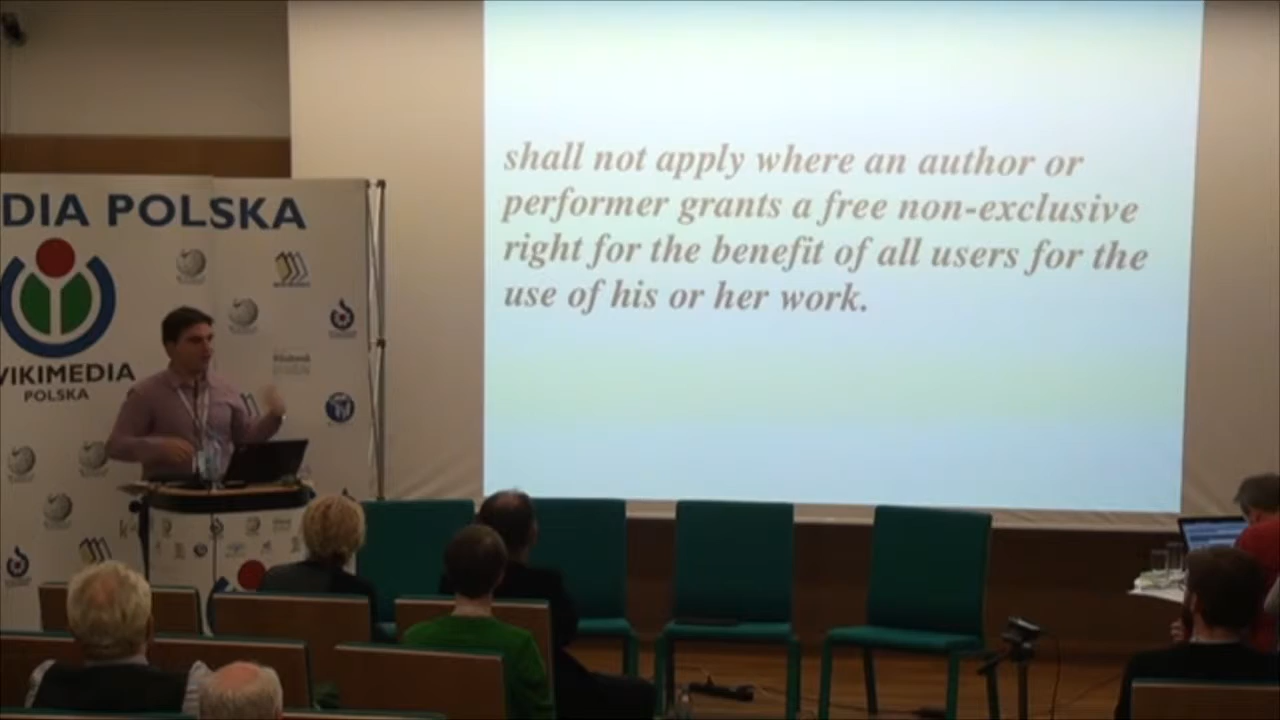 shall not apply where an author or
performer grants a free non-exclusive
right for the benefit of all users for the
use of his or her work.
DIA POLSKA
WIKIMEDIA
POLSKA